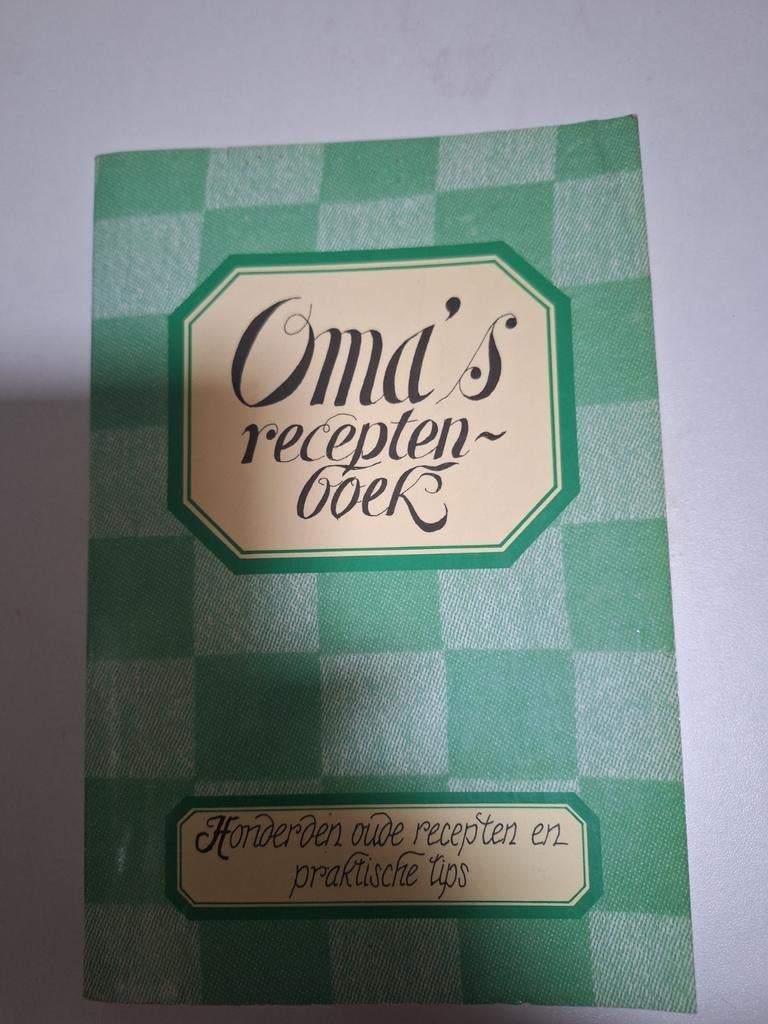 Oma's
recepten~
boek
Honderden oude recepten en
praktische tips